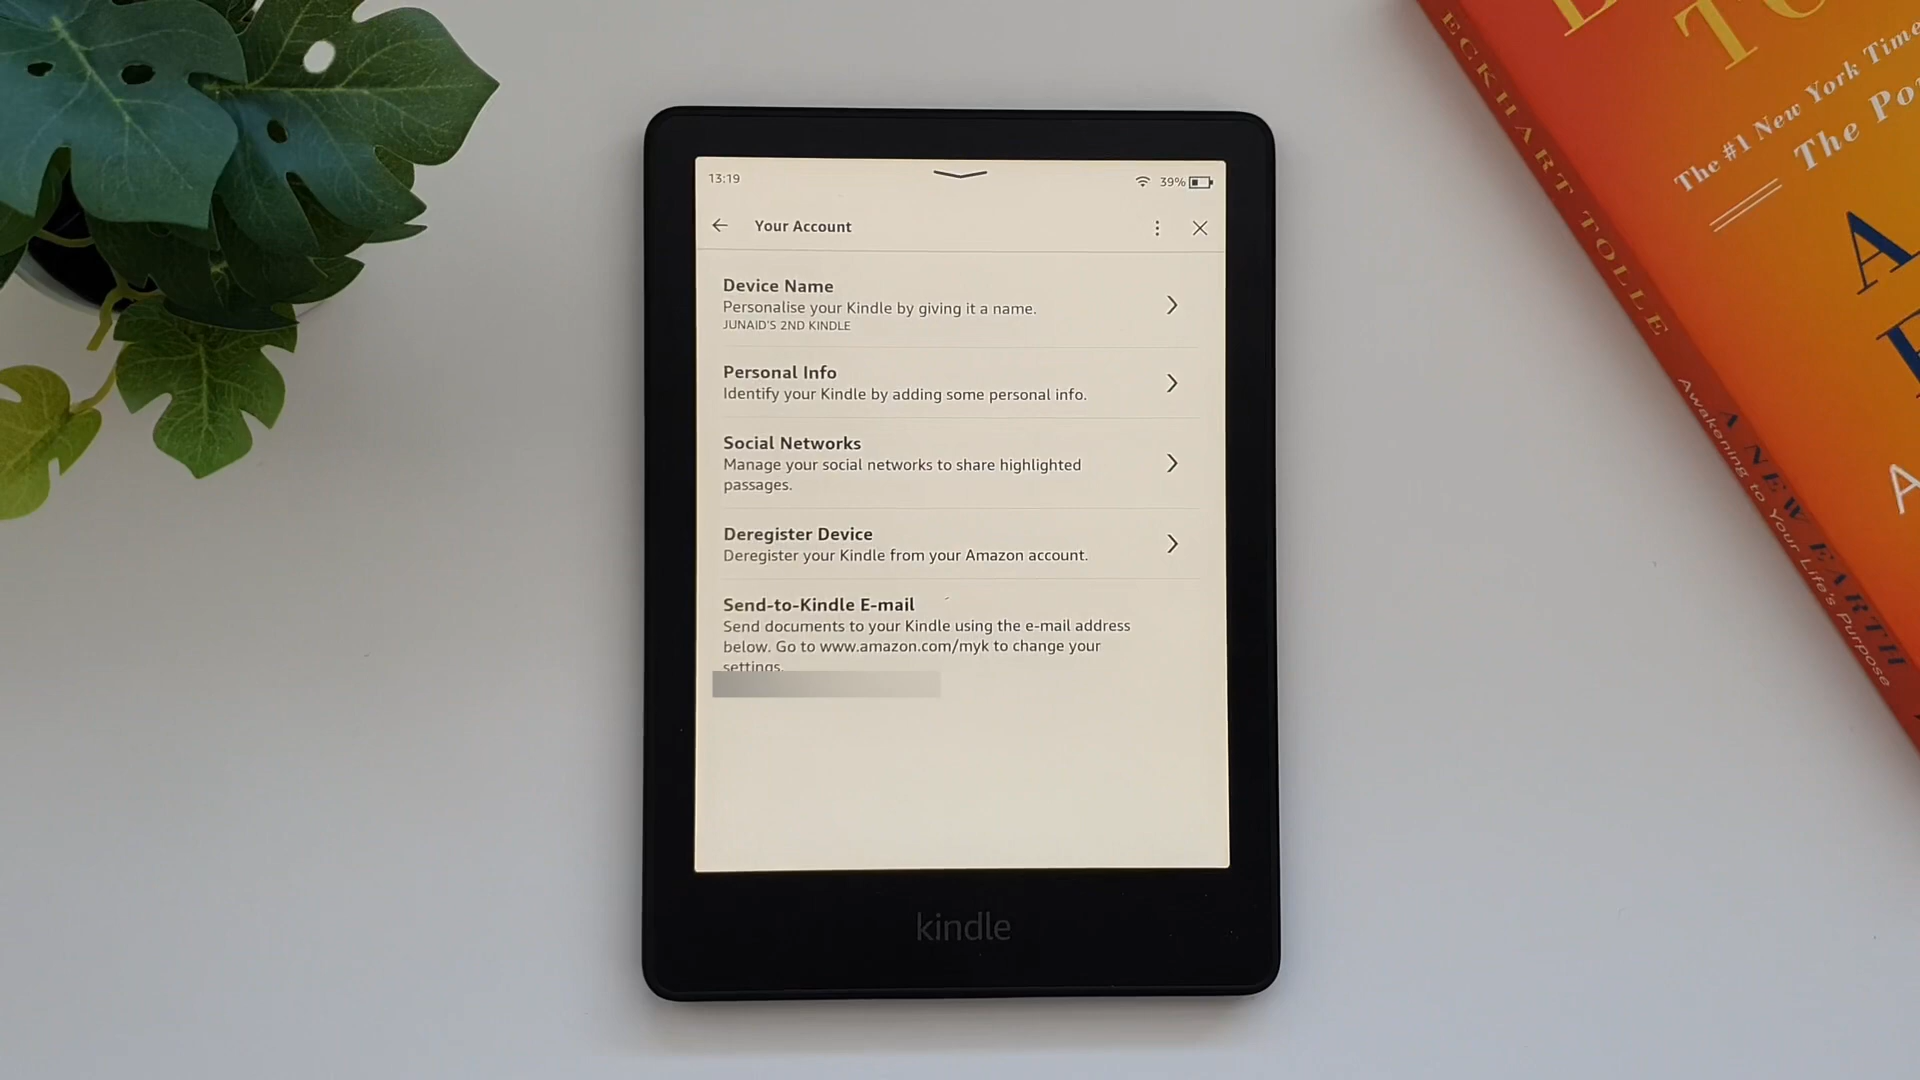 13:19
39%
Your Account
Device Name
Personalise your Kindle by giving it a name.
JUNAID'S 2ND KINDLE
Personal Info
Identify your Kindle by adding some personal info.
Social Networks
Manage your social networks to share highlighted
passages.
Deregister Device
Deregister your Kindle from your Amazon account.
Send-to-Kindle E-mail
Send documents to your Kindle using the e-mail address
below. Go to www.amazon.com/myk to change your
settings.
kindle
ECKHART TOLLE
A NEW EARTH
Awakening to Your Life's Purpose
The #1 New York Times
The